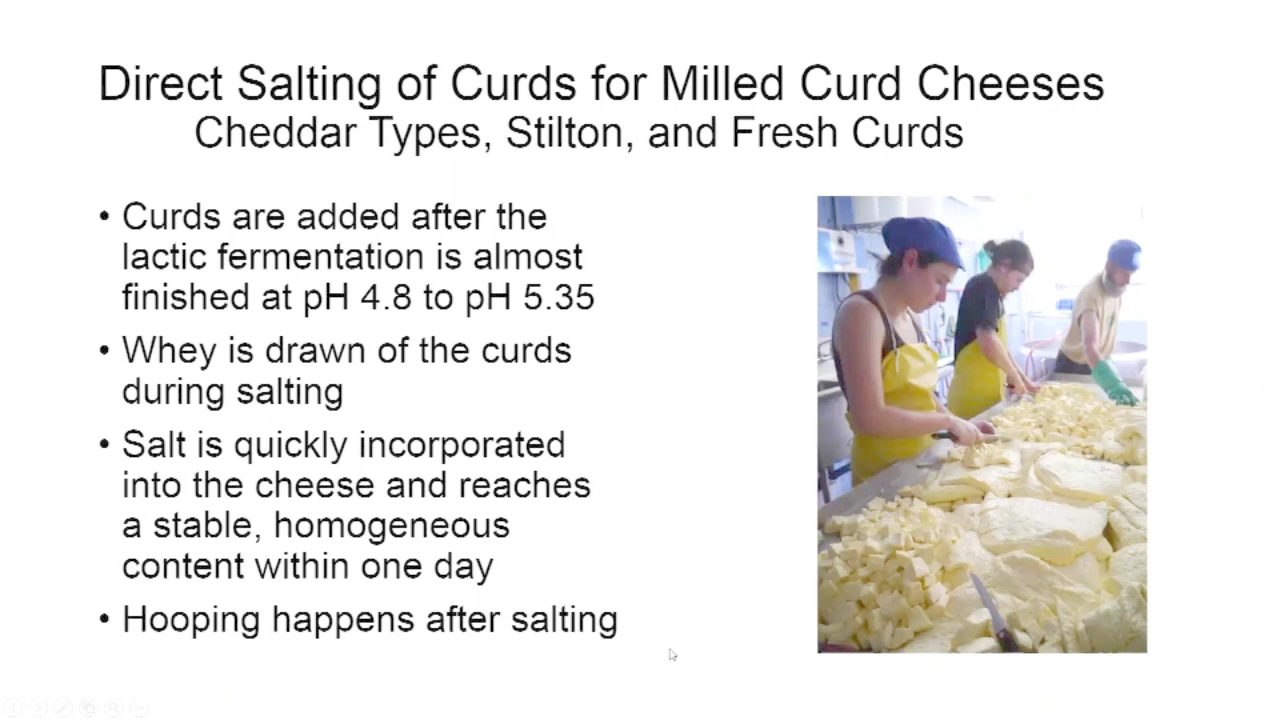 Direct Salting of Curds for Milled Curd Cheeses
Cheddar Types, Stilton, and Fresh Curds
• Curds are added after the
lactic fermentation is almost
finished at pH 4.8 to pH 5.35
• Whey is drawn of the curds
during salting
• Salt is quickly incorporated
into the cheese and reaches
a stable, homogeneous
content within one day
• Hooping happens after salting